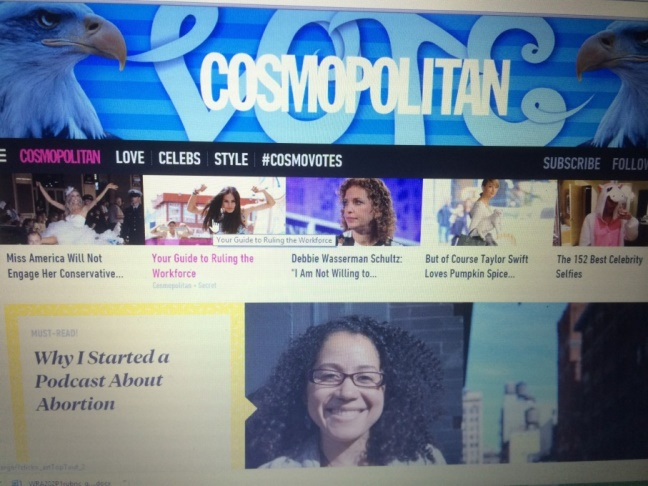 VOTE
COSMOPOLITAN
COSMOPOLITAN LOVE CELEBS STYLE #COSMOVOTES SUBSCRIBE FOLLOW
Miss America Will Not
Engage Her Conservative...
Your Guide to Ruling the Workforce
Your Guide to Ruling the
Workforce
Cosmopolitan - Secret
Debbie Wasserman Schultz:
"I Am Not Willing to...
But of Course Taylor Swift
Loves Pumpkin Spice...
The 152 Best Celebrity
Selfies
MUST-READ!
Why I Started a
Podcast About
Abortion